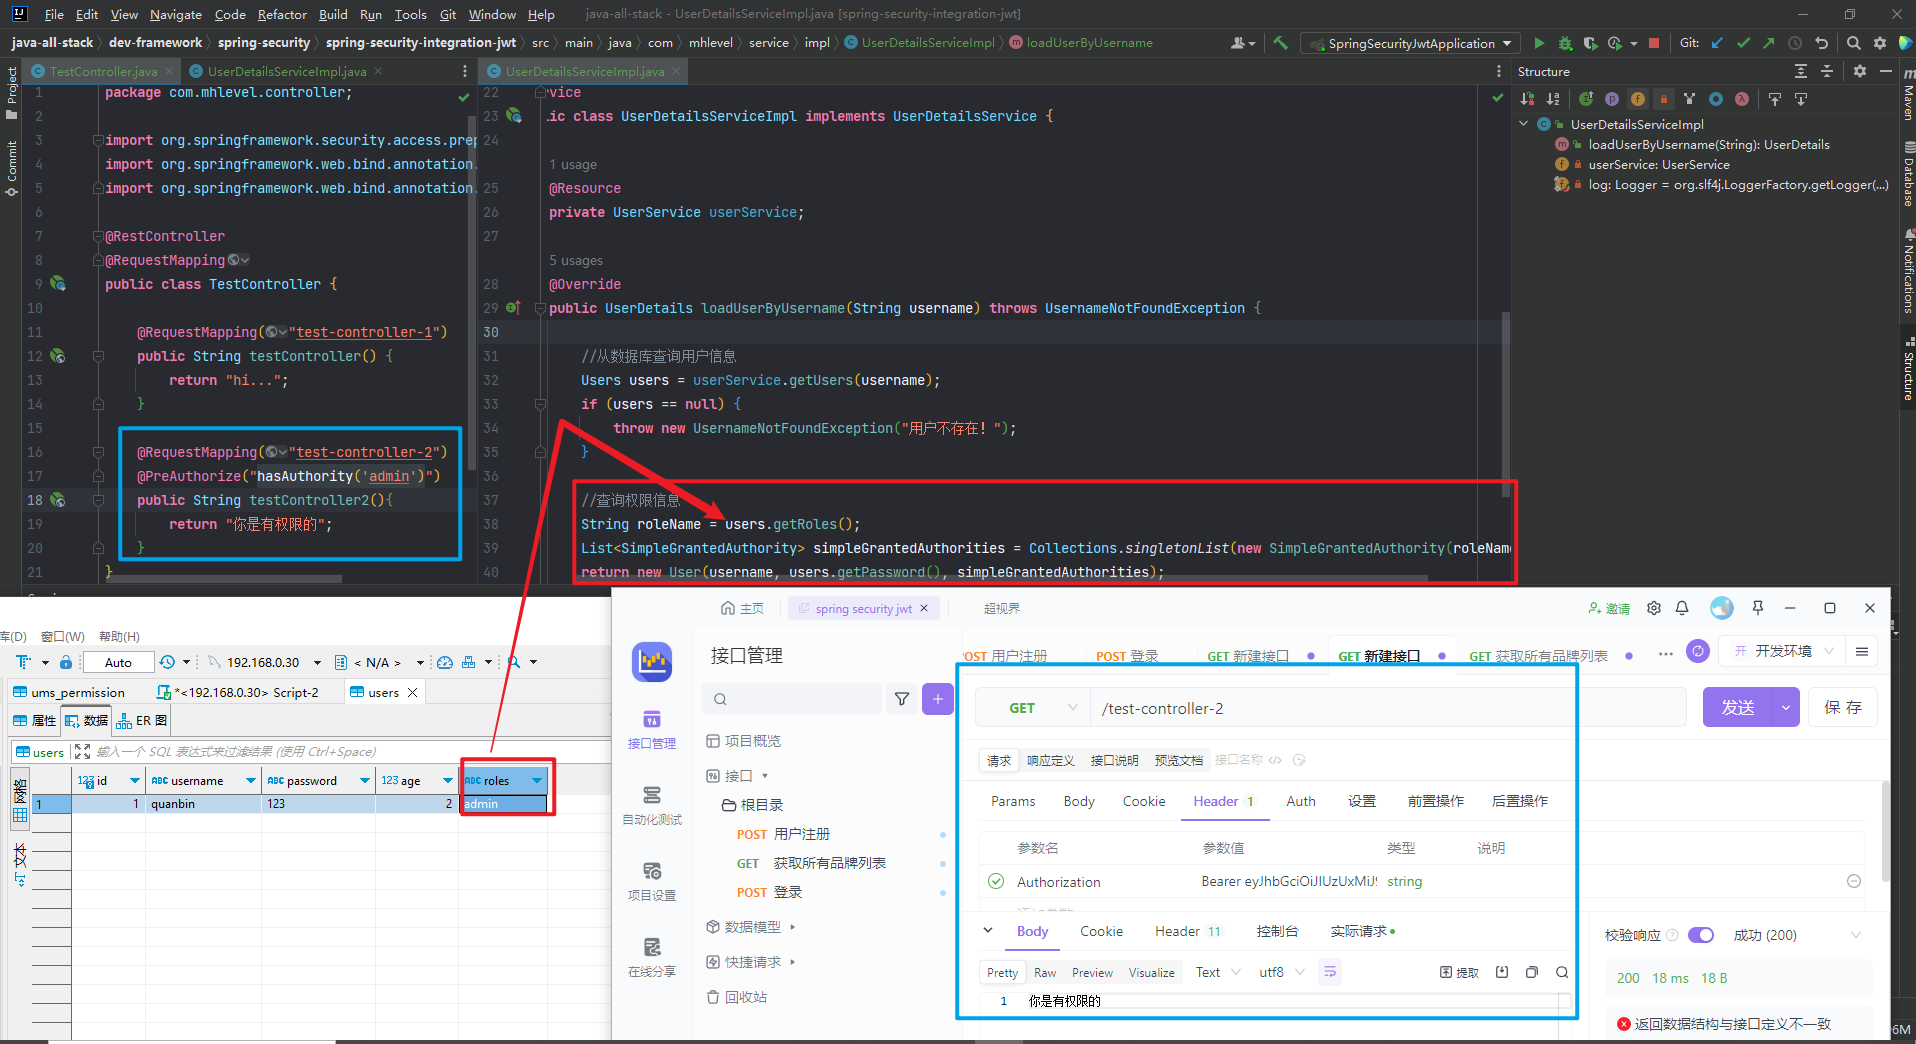 File Edit View Navigate Code Refactor Build Run Tools Git Window Help java-all-stack - UserDetailsServiceImpl.java [spring-security-integration-jwt]
java-all-stack dev-framework spring-security spring-security-integration-jwt src main java com mhlevel service impl UserDetailsServiceImpl loadUserByUsername SpringSecurityJwtApplication Git:
Project
Commit
TestController.java UserDetailsServiceImpl.java
1 package com.mhlevel.controller;
2
3 import org.springframework.security.access.prep
4 import org.springframework.web.bind.annotation.
5 import org.springframework.web.bind.annotation.
6
7 @RestController
8 @RequestMapping
9 public class TestController {
10
11 @RequestMapping("test-controller-1")
12 public String testController() {
13 return "hi...";
14 }
15
16 @RequestMapping("test-controller-2")
17 @PreAuthorize("hasAuthority('admin')")
18 public String testController2(){
19 return "你是有权限的";
20 }
21 }
UserDetailsServiceImpl.java
22 vice
23 ic class UserDetailsServiceImpl implements UserDetailsService {
24
1 usage
25 @Resource
26 private UserService userService;
27
5 usages
28 @Override
29 public UserDetails loadUserByUsername(String username) throws UsernameNotFoundException {
30
31 //从数据库查询用户信息
32 Users users = userService.getUsers(username);
33 if (users == null) {
34 throw new UsernameNotFoundException("用户不存在！");
35 }
36
37 //查询权限信息
38 String roleName = users.getRoles();
39 List<SimpleGrantedAuthority> simpleGrantedAuthorities = Collections.singletonList(new SimpleGrantedAuthority(roleNam
40 return new User(username, users.getPassword(), simpleGrantedAuthorities);
Structure
UserDetailsServiceImpl
loadUserByUsername(String): UserDetails
userService: UserService
log: Logger = org.slf4j.LoggerFactory.getLogger(...)
Maven
Database
Notifications
Structure
库(D) 窗口(W) 帮助(H)
Auto 192.168.0.30 < N/A >
ums_permission *<192.168.0.30> Script-2 users
属性 数据 ER 图
users 输入一个 SQL 表达式来过滤结果 (使用 Ctrl+Space)
网格
文本
123 id ABC username ABC password 123 age ABC roles
1 1 quanbin 123 2 admin
主页 spring security jwt 超视界 邀请
接口管理
自动化测试
项目设置
在线分享
接口管理
项目概览
接口
根目录
POST 用户注册
GET 获取所有品牌列表
POST 登录
数据模型
快捷请求
回收站
OST 用户注册 POST 登录 GET 新建接口 GET 新建接口 GET 获取所有品牌列表 开 开发环境
GET /test-controller-2 发送 保 存
请求 响应定义 接口说明 预览文档 接口名称
Params Body Cookie Header 1 Auth 设置 前置操作 后置操作
参数名 参数值 类型 说明
Authorization Bearer eyJhbGciOiJIUzUxMiJ9 string
Body Cookie Header 11 控制台 实际请求
Pretty Raw Preview Visualize Text utf8 提取
1 你是有权限的
校验响应 成功 (200)
200 18 ms 18 B
返回数据结构与接口定义不一致